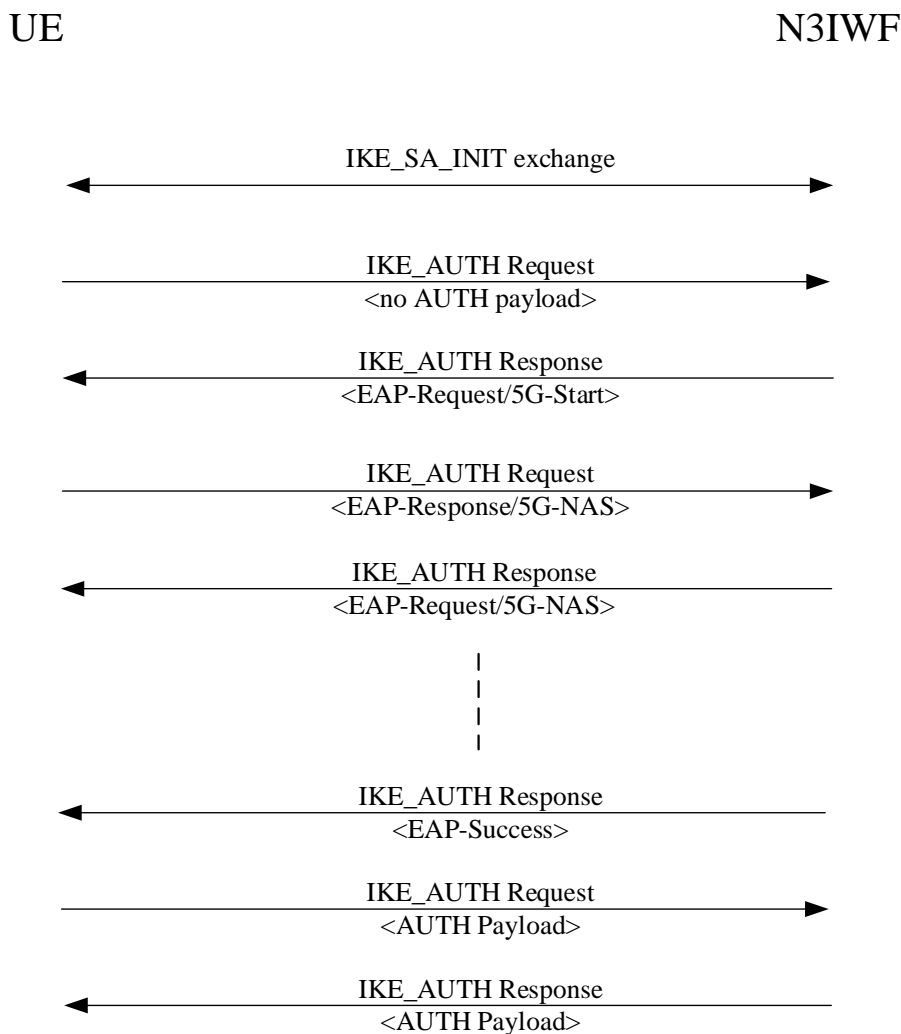 UE
N3IWF
IKE_SA_INIT exchange
IKE_AUTH Request
<no AUTH payload>
IKE_AUTH Response
<EAP-Request/5G-Start>
IKE_AUTH Request
<EAP-Response/5G-NAS>
IKE_AUTH Response
<EAP-Request/5G-NAS>
IKE_AUTH Response
<EAP-Success>
IKE_AUTH Request
<AUTH Payload>
IKE_AUTH Response
<AUTH Payload>